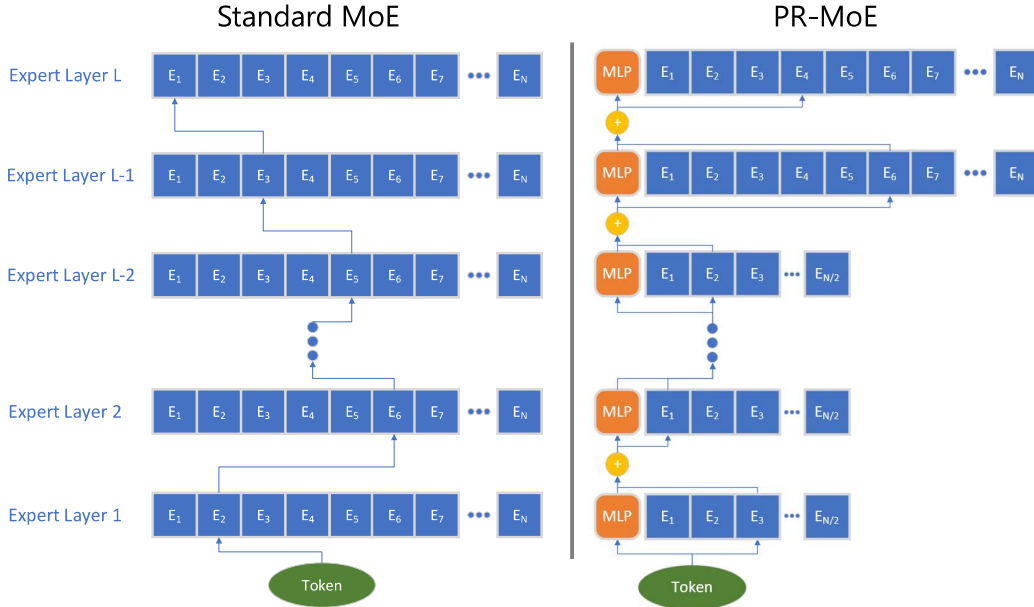 Standard MoE PR-MoE
Expert Layer L E1 E2 E3 E4 E5 E6 E7 ••• EN MLP E1 E2 E3 E4 E5 E6 E7 ••• EN
+
Expert Layer L-1 E1 E2 E3 E4 E5 E6 E7 ••• EN MLP E1 E2 E3 E4 E5 E6 E7 ••• EN
+
Expert Layer L-2 E1 E2 E3 E4 E5 E6 E7 ••• EN MLP E1 E2 E3 ••• EN/2
Expert Layer 2 E1 E2 E3 E4 E5 E6 E7 ••• EN MLP E1 E2 E3 ••• EN/2
+
Expert Layer 1 E1 E2 E3 E4 E5 E6 E7 ••• EN MLP E1 E2 E3 ••• EN/2
Token Token